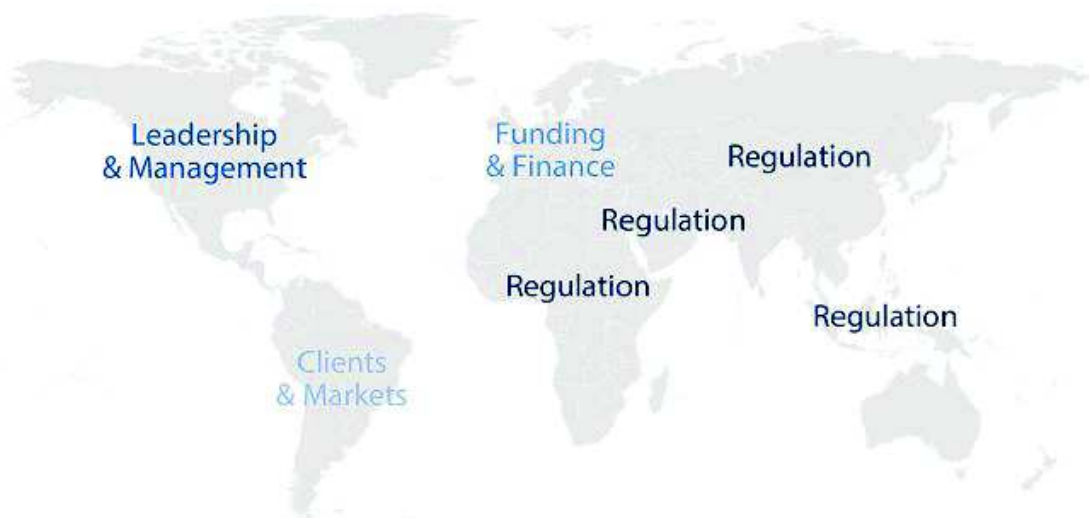 Leadership
& Management
Funding
& Finance
Regulation
Regulation
Regulation
Regulation
Clients
& Markets